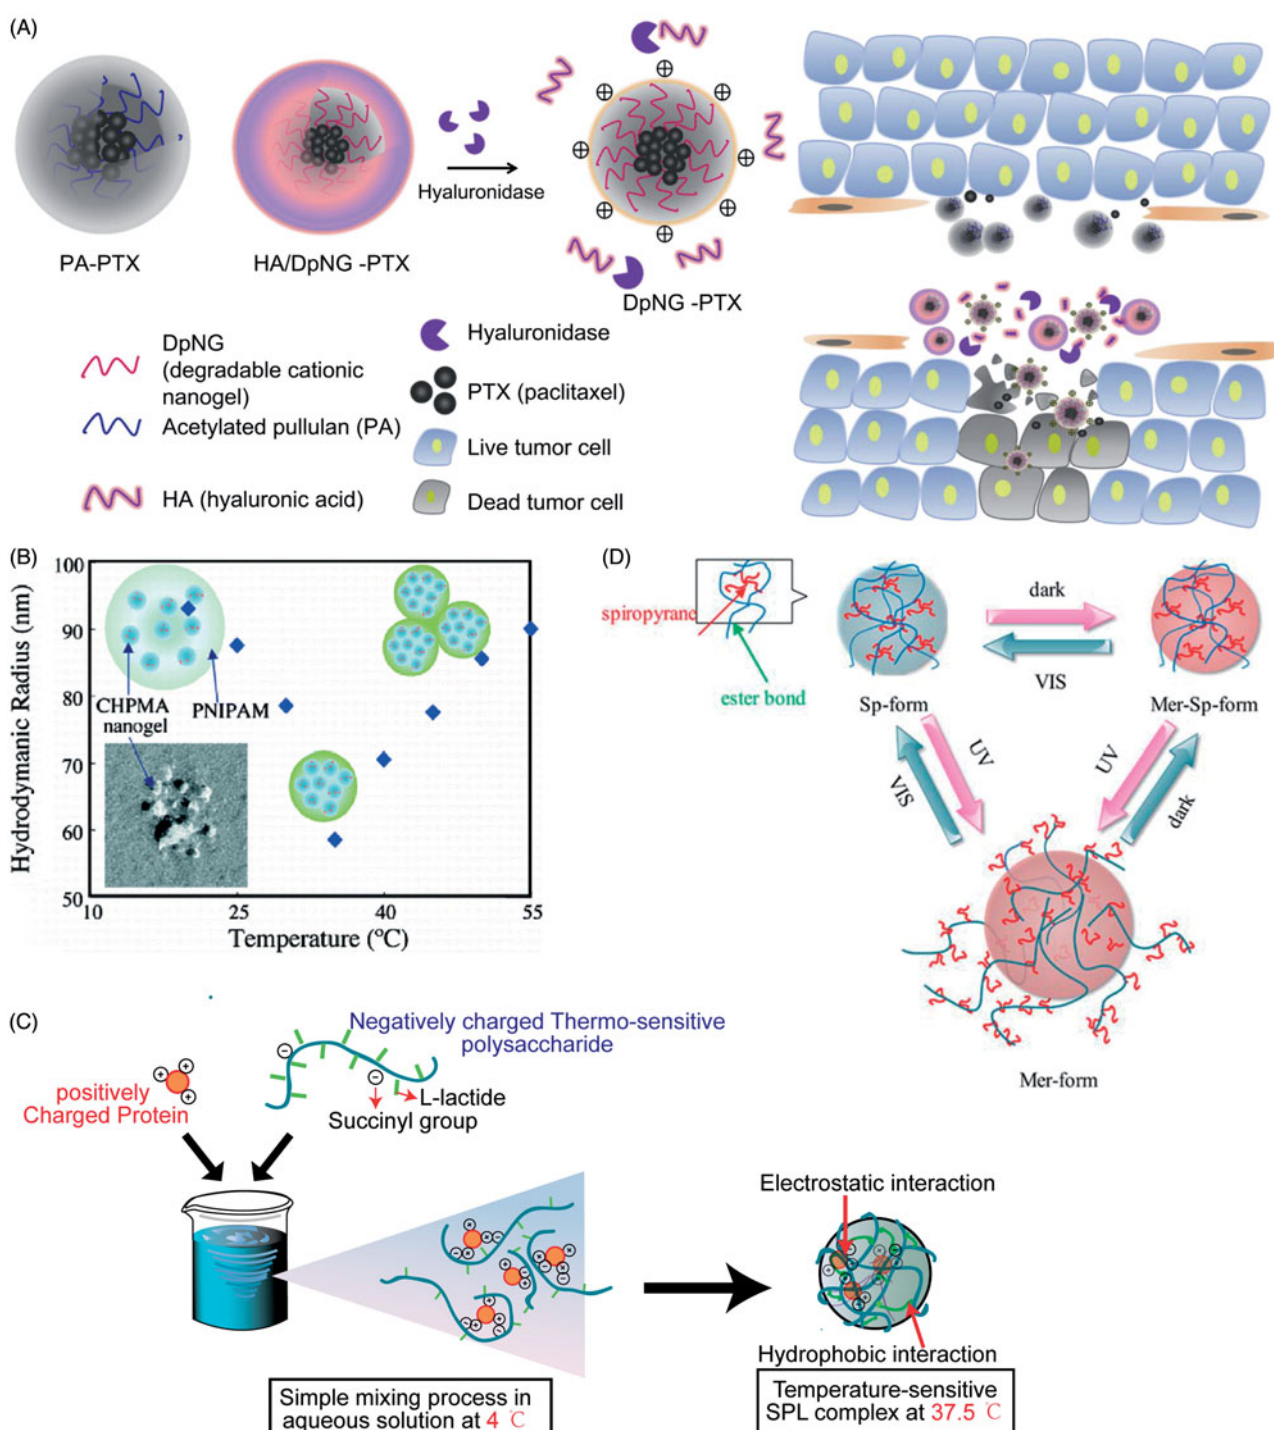 (A)
Hyaluronidase
PA-PTX
HA/DpNG -PTX
DpNG -PTX
DpNG
(degradable cationic
nanogel)
Acetylated pullulan (PA)
HA (hyaluronic acid)
Hyaluronidase
PTX (paclitaxel)
Live tumor cell
Dead tumor cell
(B)
Hydrodymanic Radius (nm)
100
90
80
70
60
50
10
25
40
55
Temperature (°C)
CHPMA
nanogel
PNIPAM
(D)
spiropyrane
ester bond
Sp-form
dark
VIS
Mer-Sp-form
UV
VIS
UV
dark
Mer-form
(C)
positively
Charged Protein
Negatively charged Thermo-sensitive
polysaccharide
L-lactide
Succinyl group
Simple mixing process in
aqueous solution at 4 ℃
Electrostatic interaction
Hydrophobic interaction
Temperature-sensitive
SPL complex at 37.5 ℃